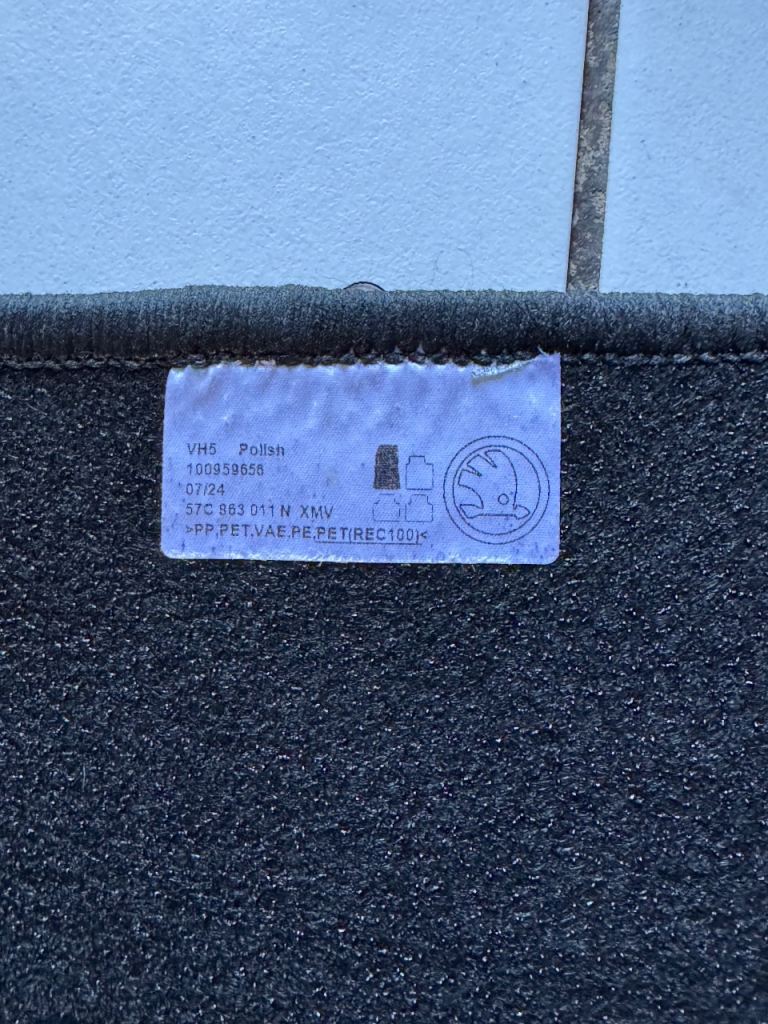 VH5 Polish
100959656
07/24
57C 863 011 N XMV
>PP.PET.VAE.PE.PET(REC100)<